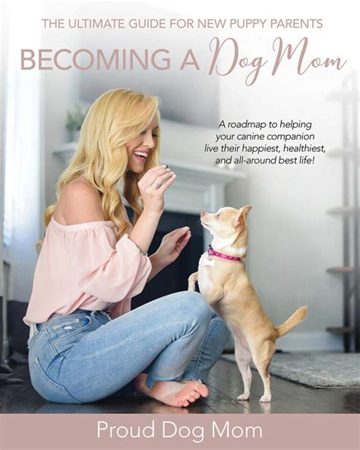 THE ULTIMATE GUIDE FOR NEW PUPPY PARENTS
BECOMING A Dog Mom
A roadmap to helping
your canine companion
live their happiest, healthiest,
and all-around best life!
Proud Dog Mom